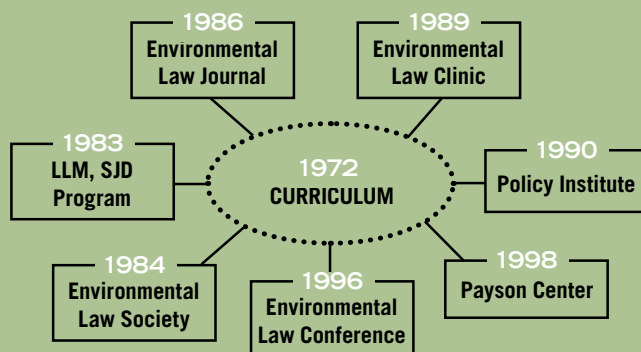 1986
Environmental
Law Journal
1989
Environmental
Law Clinic
1983
LLM, SJD
Program
1972
CURRICULUM
1990
Policy Institute
1984
Environmental
Law Society
1996
Environmental
Law Conference
1998
Payson Center